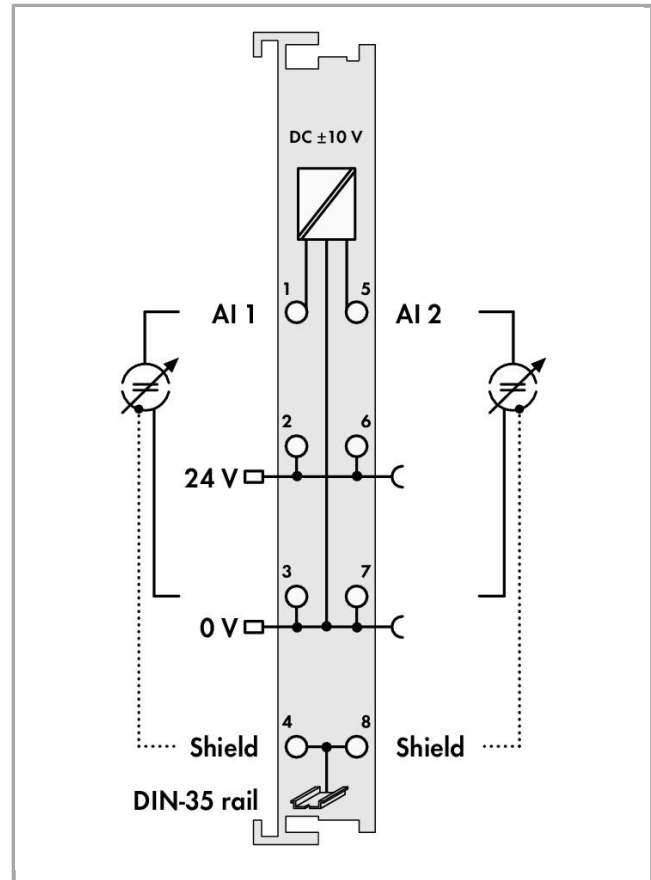 DC ±10 V
1 5
AI 1 AI 2
2 6
24 V
3 7
0 V
4 8
Shield Shield
DIN-35 rail